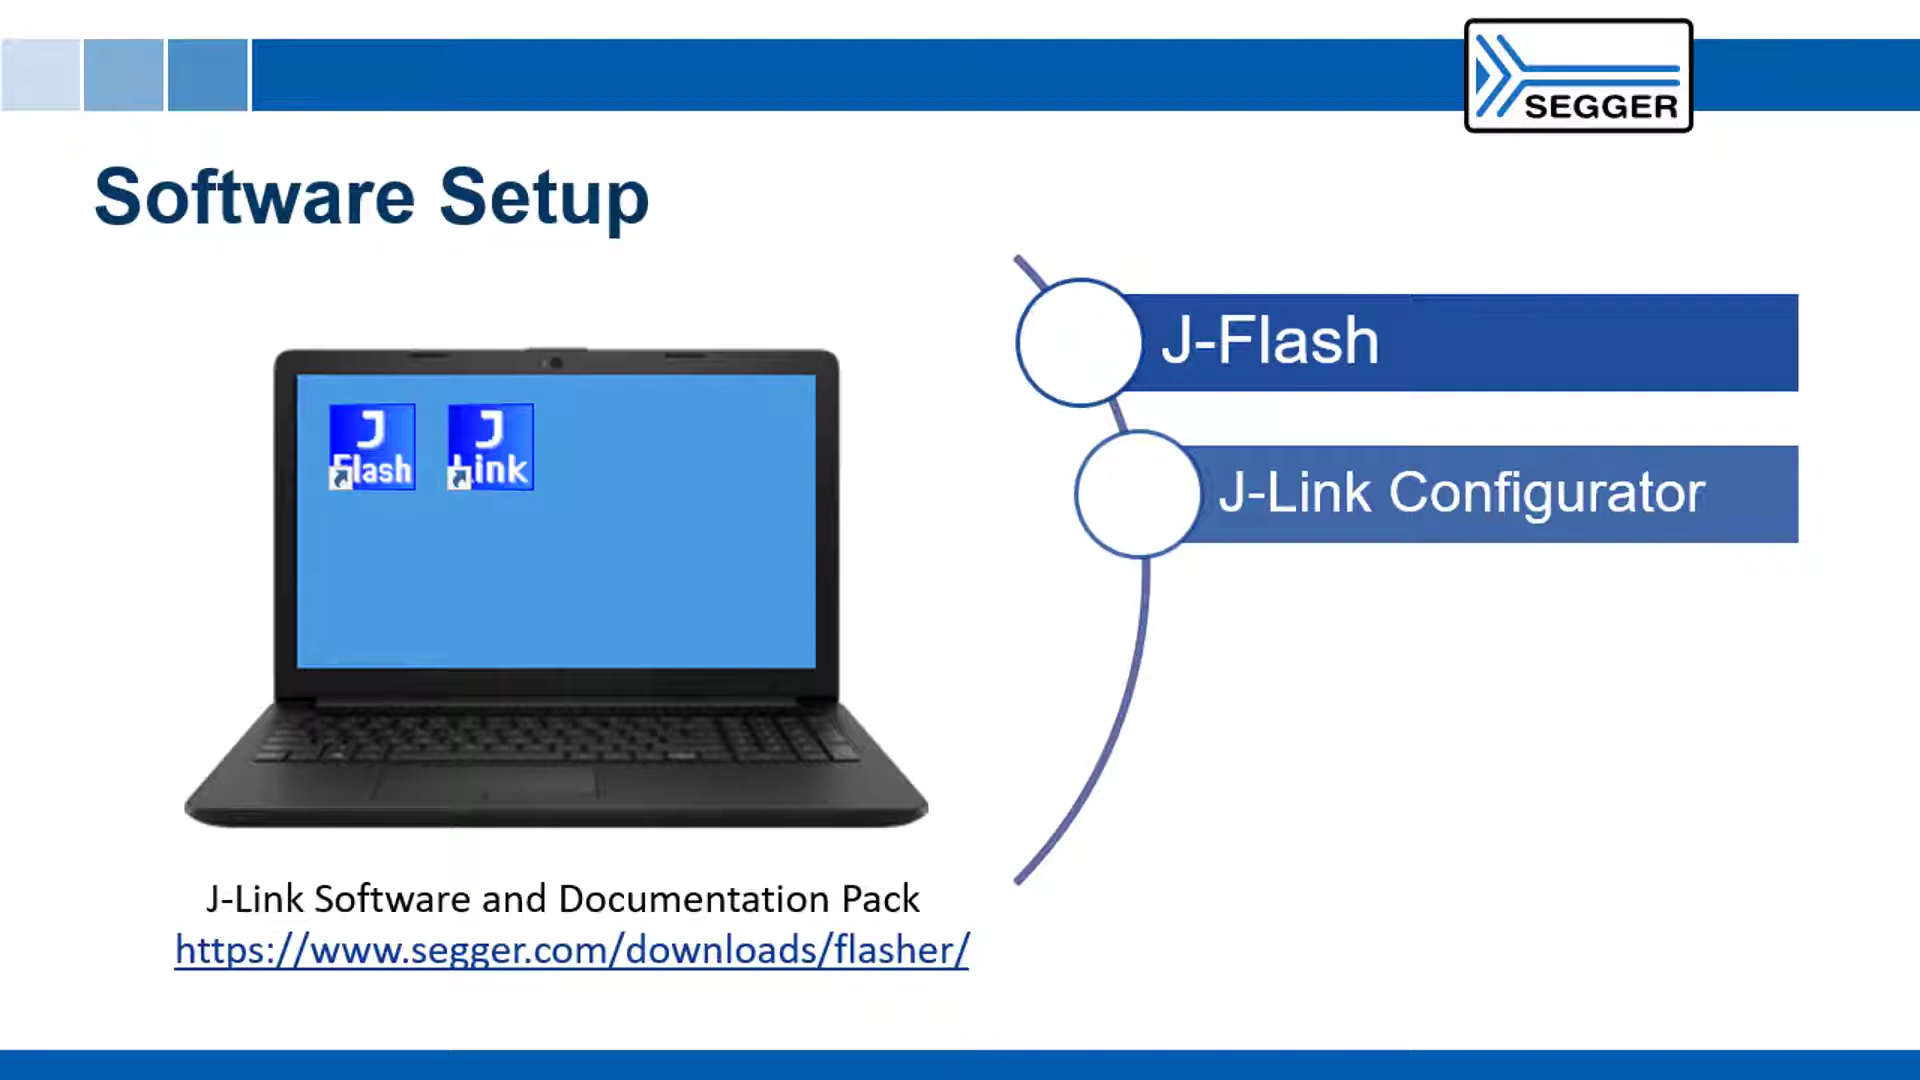 SEGGER
Software Setup
J
Flash
J
Link
J-Flash
J-Link Configurator
J-Link Software and Documentation Pack
https://www.segger.com/downloads/flasher/